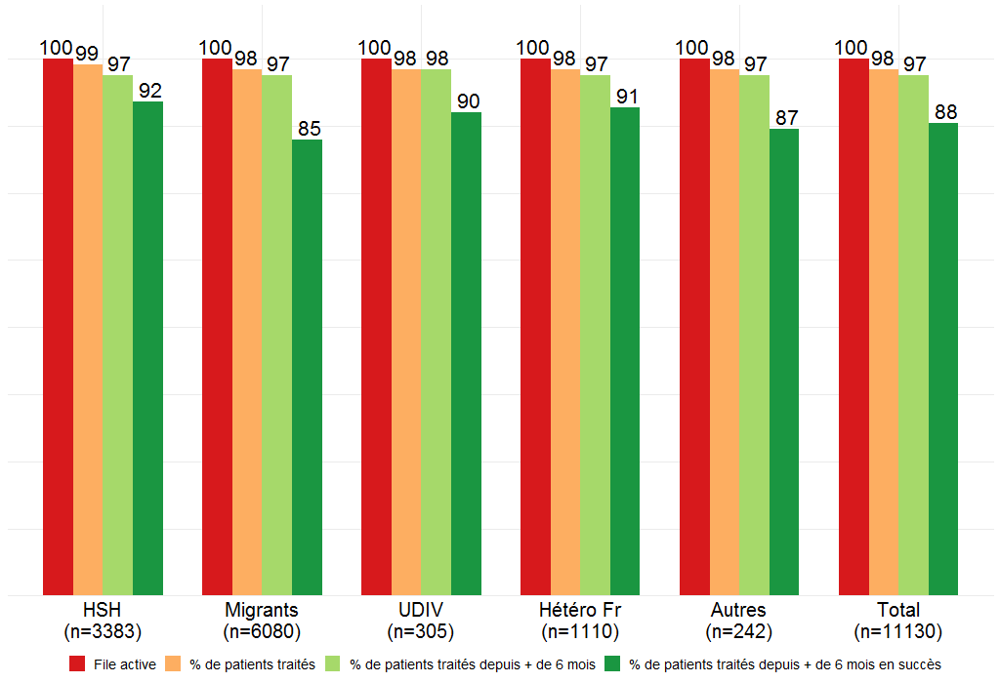 100 99 97 92 100 98 97 85 100 98 98 90 100 98 97 91 100 98 97 87 100 98 97 88
HSH Migrants UDIV Hétéro Fr Autres Total
(n=3383) (n=6080) (n=305) (n=1110) (n=242) (n=11130)
File active % de patients traités % de patients traités depuis + de 6 mois % de patients traités depuis + de 6 mois en succès